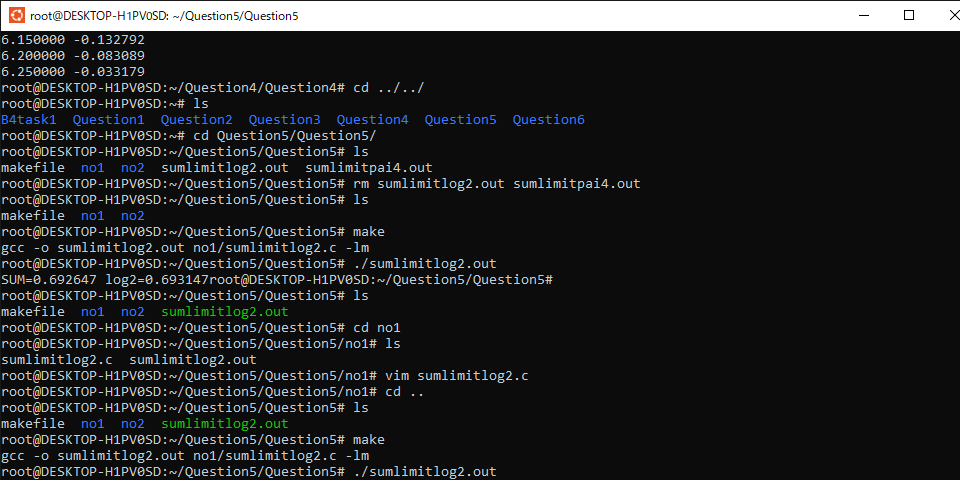 root@DESKTOP-H1PV0SD: ~/Question5/Question5
6.150000 -0.132792
6.200000 -0.083089
6.250000 -0.033179
root@DESKTOP-H1PV0SD:~/Question4/Question4# cd ../../
root@DESKTOP-H1PV0SD:~# ls
B4task1  Question1  Question2  Question3  Question4  Question5  Question6
root@DESKTOP-H1PV0SD:~# cd Question5/Question5/
root@DESKTOP-H1PV0SD:~/Question5/Question5# ls
makefile  no1  no2  sumlimitlog2.out  sumlimitpai4.out
root@DESKTOP-H1PV0SD:~/Question5/Question5# rm sumlimitlog2.out sumlimitpai4.out
root@DESKTOP-H1PV0SD:~/Question5/Question5# ls
makefile  no1  no2
root@DESKTOP-H1PV0SD:~/Question5/Question5# make
gcc -o sumlimitlog2.out no1/sumlimitlog2.c -lm
root@DESKTOP-H1PV0SD:~/Question5/Question5# ./sumlimitlog2.out
SUM=0.692647 log2=0.693147root@DESKTOP-H1PV0SD:~/Question5/Question5#
root@DESKTOP-H1PV0SD:~/Question5/Question5# ls
makefile  no1  no2  sumlimitlog2.out
root@DESKTOP-H1PV0SD:~/Question5/Question5# cd no1
root@DESKTOP-H1PV0SD:~/Question5/Question5/no1# ls
sumlimitlog2.c  sumlimitlog2.out
root@DESKTOP-H1PV0SD:~/Question5/Question5/no1# vim sumlimitlog2.c
root@DESKTOP-H1PV0SD:~/Question5/Question5/no1# cd ..
root@DESKTOP-H1PV0SD:~/Question5/Question5# ls
makefile  no1  no2  sumlimitlog2.out
root@DESKTOP-H1PV0SD:~/Question5/Question5# make
gcc -o sumlimitlog2.out no1/sumlimitlog2.c -lm
root@DESKTOP-H1PV0SD:~/Question5/Question5# ./sumlimitlog2.out